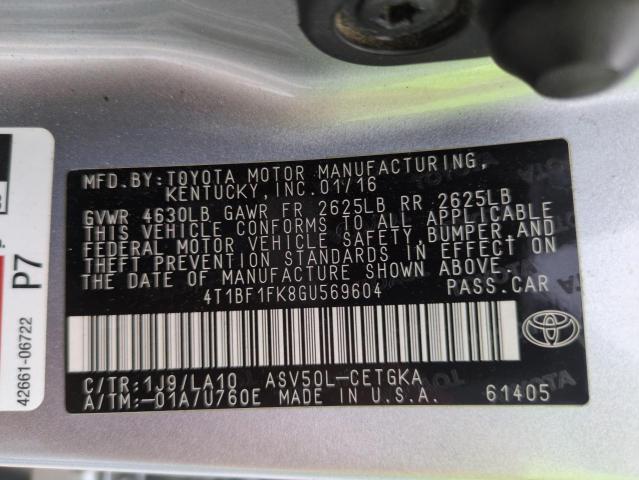 MFD.BY:TOYOTA MOTOR MANUFACTURING,
KENTUCKY, INC.01/16
GVWR 4630LB GAWR FR 2625LB RR 2625LB
THIS VEHICLE CONFORMS TO ALL APPLICABLE
FEDERAL MOTOR VEHICLE SAFETY, BUMPER AND
THEFT PREVENTION STANDARDS IN EFFECT ON
THE DATE OF MANUFACTURE SHOWN ABOVE.
4T1BF1FK8GU569604 PASS.CAR
TOYOTA
C/TR:1J9/LA10 ASV50L-CETGKA
A/TM:-01A/U760E MADE IN U.S.A. 61405
P7
42661-06722